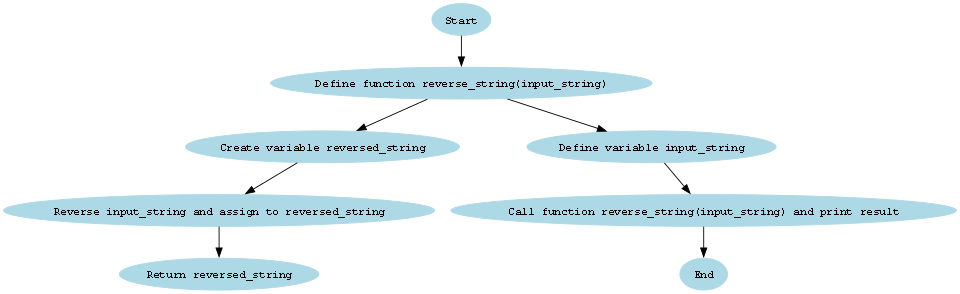 Start
Define function reverse_string(input_string)
Create variable reversed_string
Define variable input_string
Reverse input_string and assign to reversed_string
Call function reverse_string(input_string) and print result
Return reversed_string
End